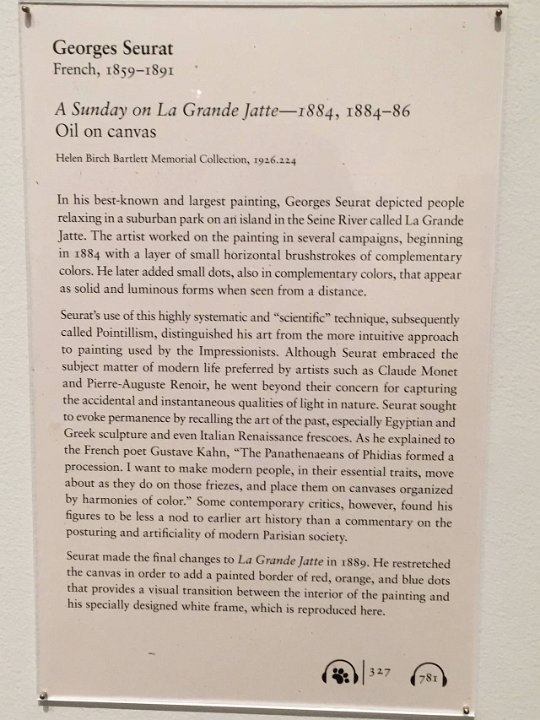 Georges Seurat
French, 1859–1891
A Sunday on La Grande Jatte—1884, 1884–86
Oil on canvas
Helen Birch Bartlett Memorial Collection, 1926.224
In his best-known and largest painting, Georges Seurat depicted people
relaxing in a suburban park on an island in the Seine River called La Grande
Jatte. The artist worked on the painting in several campaigns, beginning
in 1884 with a layer of small horizontal brushstrokes of complementary
colors. He later added small dots, also in complementary colors, that appear
as solid and luminous forms when seen from a distance.
Seurat's use of this highly systematic and “scientific” technique, subsequently
called Pointillism, distinguished his art from the more intuitive approach
to painting used by the Impressionists. Although Seurat embraced the
subject matter of modern life preferred by artists such as Claude Monet
and Pierre-Auguste Renoir, he went beyond their concern for capturing
the accidental and instantaneous qualities of light in nature. Seurat sought
to evoke permanence by recalling the art of the past, especially Egyptian and
Greek sculpture and even Italian Renaissance frescoes. As he explained to
the French poet Gustave Kahn, “The Panathenaeans of Phidias formed a
procession. I want to make modern people, in their essential traits, move
about as they do on those friezes, and place them on canvases organized
by harmonies of color.” Some contemporary critics, however, found his
figures to be less a nod to earlier art history than a commentary on the
posturing and artificiality of modern Parisian society.
Seurat made the final changes to La Grande Jatte in 1889. He restretched
the canvas in order to add a painted border of red, orange, and blue dots
that provides a visual transition between the interior of the painting and
his specially designed white frame, which is reproduced here.
327 781